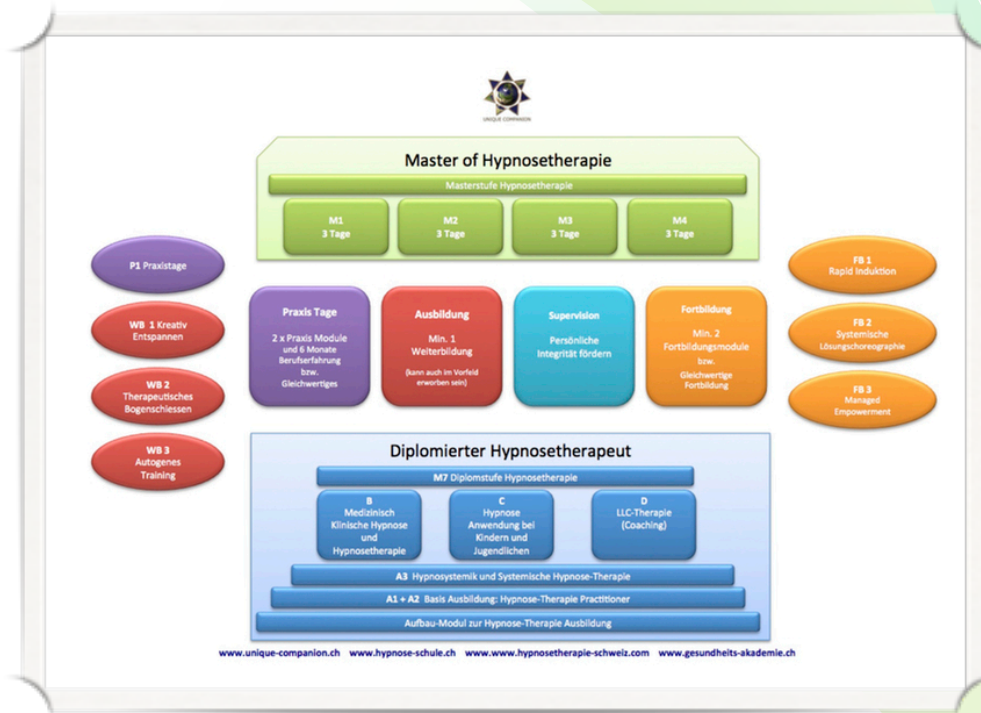 UNIQUE COMPANION
Master of Hypnosetherapie
Masterstufe Hypnosetherapie
M1
3 Tage
M2
3 Tage
M3
3 Tage
M4
3 Tage
P1 Praxistage
WB 1 Kreativ
Entspannen
WB 2
Therapeutisches
Bogenschiessen
WB 3
Autogenes
Training
Praxis Tage
2 x Praxis Module
und 6 Monate
Berufserfahrung
bzw.
Gleichwertiges
Ausbildung
Min. 1
Weiterbildung
(kann auch im Vorfeld
erworben sein)
Supervision
Persönliche
Integrität fördern
Fortbildung
Min. 2
Fortbildungsmodule
bzw.
Gleichwertige
Fortbildung
FB 1
Rapid Induktion
FB 2
Systemische
Lösungschoreographie
FB 3
Managed
Empowerment
Diplomierter Hypnosetherapeut
M7 Diplomstufe Hypnosetherapie
B
Medizinisch
Klinische Hypnose
und
Hypnosetherapie
C
Hypnose
Anwendung bei
Kindern und
Jugendlichen
D
LLC-Therapie
(Coaching)
A3 Hypnosystemik und Systemische Hypnose-Therapie
A1 + A2 Basis Ausbildung: Hypnose-Therapie Practitioner
Aufbau-Modul zur Hypnose-Therapie Ausbildung
www.unique-companion.ch www.hypnose-schule.ch www.www.hypnosetherapie-schweiz.com www.gesundheits-akademie.ch